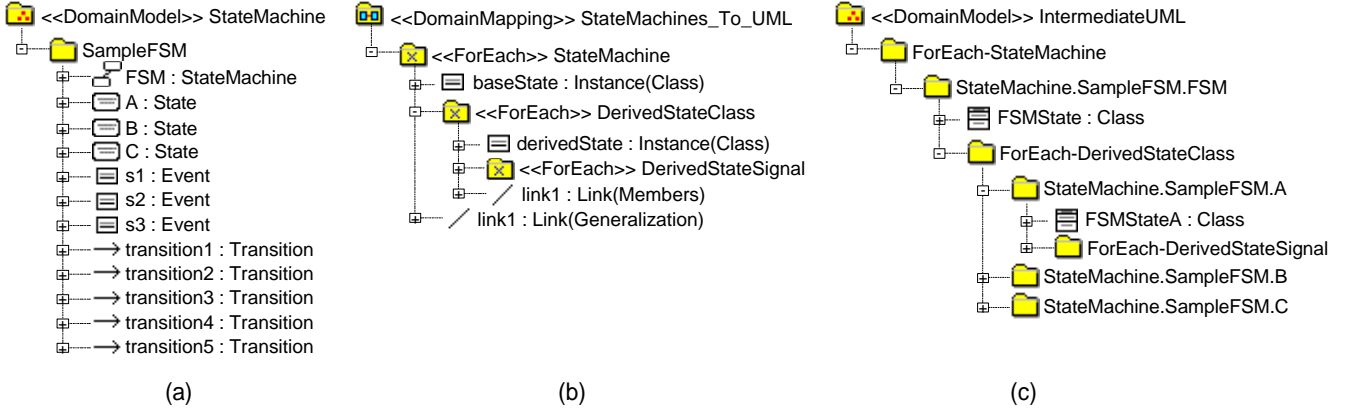 <<DomainModel>> StateMachine
SampleFSM
FSM : StateMachine
A : State
B : State
C : State
s1 : Event
s2 : Event
s3 : Event
transition1 : Transition
transition2 : Transition
transition3 : Transition
transition4 : Transition
transition5 : Transition
(a)
<<DomainMapping>> StateMachines_To_UML
<<ForEach>> StateMachine
baseState : Instance(Class)
<<ForEach>> DerivedStateClass
derivedState : Instance(Class)
<<ForEach>> DerivedStateSignal
link1 : Link(Members)
link1 : Link(Generalization)
(b)
<<DomainModel>> IntermediateUML
ForEach-StateMachine
StateMachine.SampleFSM.FSM
FSMState : Class
ForEach-DerivedStateClass
StateMachine.SampleFSM.A
FSMStateA : Class
ForEach-DerivedStateSignal
StateMachine.SampleFSM.B
StateMachine.SampleFSM.C
(c)